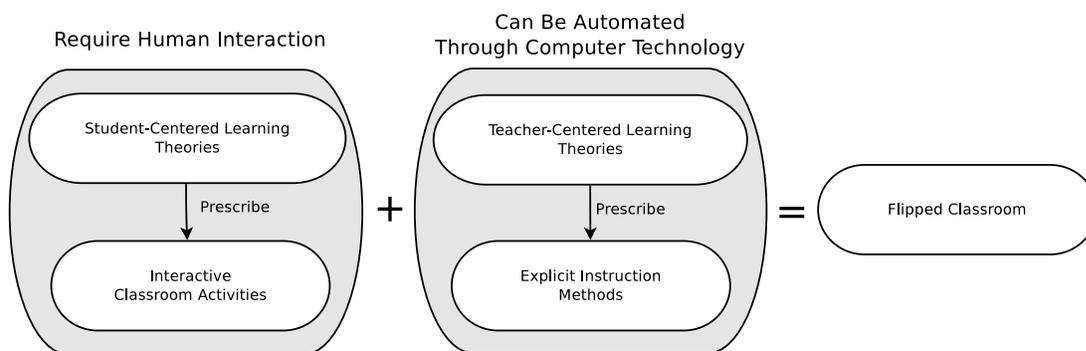 Require Human Interaction
Can Be Automated
Through Computer Technology
Student-Centered Learning
Theories
Prescribe
Interactive
Classroom Activities
+
Teacher-Centered Learning
Theories
Prescribe
Explicit Instruction
Methods
=
Flipped Classroom